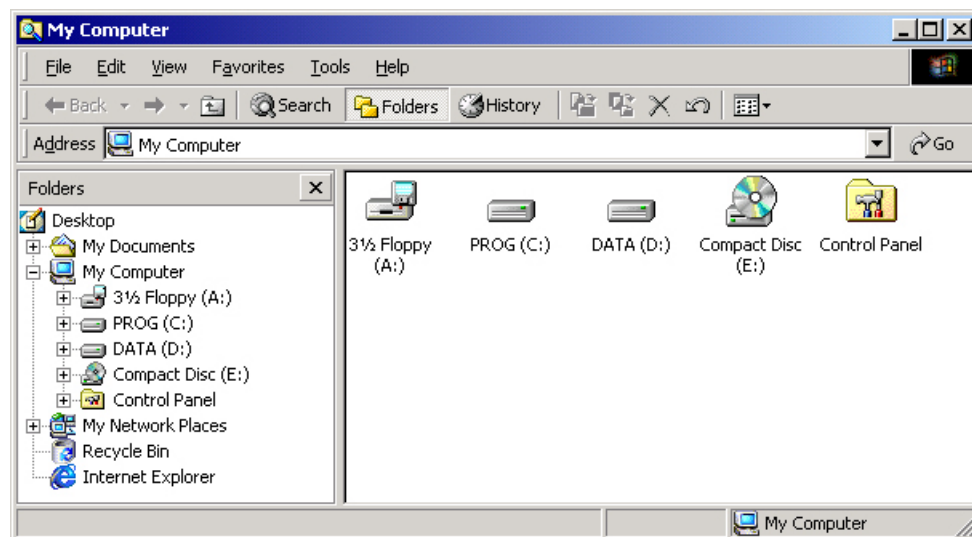 My Computer
File Edit View Favorites Tools Help
Back Search Folders History
Address My Computer Go
Folders
Desktop
My Documents
My Computer
3½ Floppy (A:)
PROG (C:)
DATA (D:)
Compact Disc (E:)
Control Panel
My Network Places
Recycle Bin
Internet Explorer
3½ Floppy (A:)
PROG (C:)
DATA (D:)
Compact Disc (E:)
Control Panel
My Computer